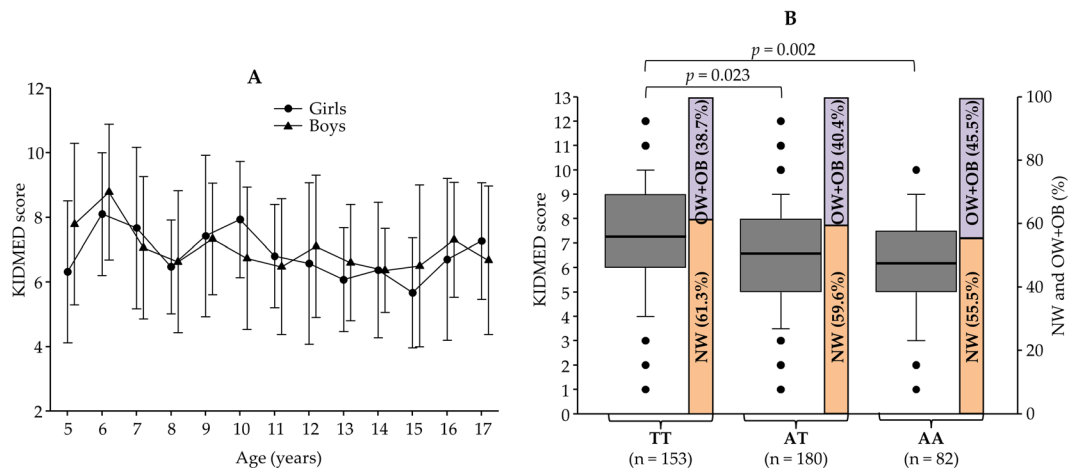 A
KIDMED score
12
10
8
6
4
2
Girls
Boys
5 6 7 8 9 10 11 12 13 14 15 16 17
Age (years)
B
p = 0.002
p = 0.023
KIDMED score
13
12
11
10
9
8
7
6
5
4
3
2
1
0
OW+OB (38.7%)
NW (61.3%)
OW+OB (40.4%)
NW (59.6%)
OW+OB (45.5%)
NW (55.5%)
100
80
60
40
20
0
NW and OW+OB (%)
TT AT AA
(n = 153) (n = 180) (n = 82)